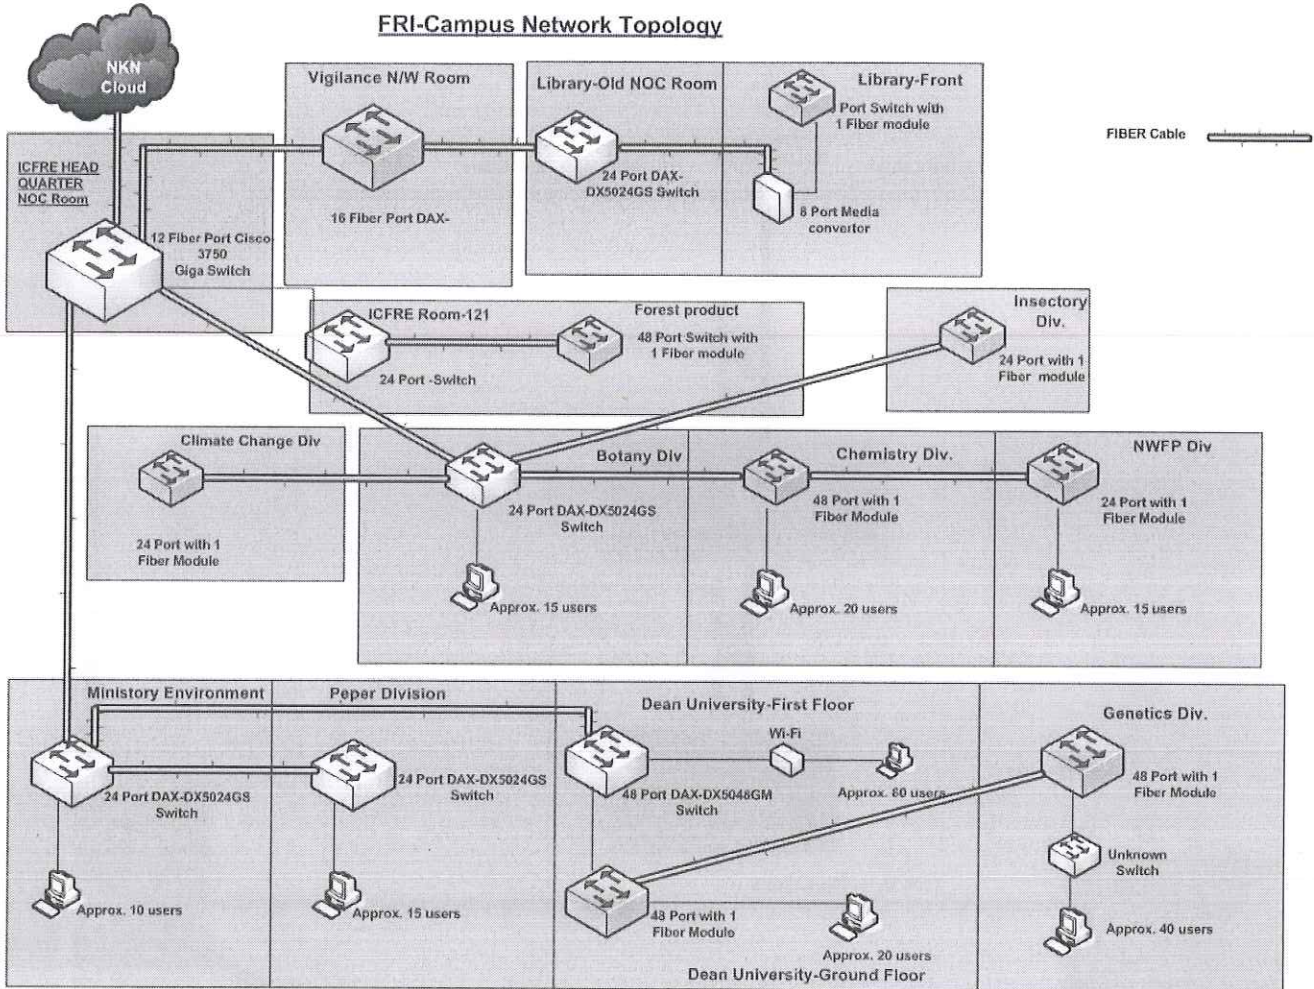 FRI-Campus Network Topology
NKN
Cloud
Vigilance N/W Room
Library-Old NOC Room
Library-Front
Port Switch with
1 Fiber module
FIBER Cable
ICFRE HEAD
QUARTER
NOC Room
24 Port DAX-
DX5024GS Switch
16 Fiber Port DAX-
8 Port Media
convertor
12 Fiber Port Cisco
3750
Giga Switch
ICFRE Room-121
24 Port -Switch
Forest product
48 Port Switch with
1 Fiber module
Insectory
Div.
24 Port with 1
Fiber module
Climate Change Div
24 Port with 1
Fiber Module
Botany Div
24 Port DAX-DX5024GS
Switch
Approx. 15 users
Chemistry Div.
48 Port with 1
Fiber Module
Approx. 20 users
NWFP Div
24 Port with 1
Fiber Module
Approx. 15 users
Ministory Environment
24 Port DAX-DX5024GS
Switch
Approx. 10 users
Peper Division
24 Port DAX-DX5024GS
Switch
Approx. 15 users
Dean University-First Floor
Wi-Fi
48 Port DAX-DX5048GM
Switch
Approx. 60 users
48 Port with 1
Fiber Module
Approx. 20 users
Dean University-Ground Floor
Genetics Div.
48 Port with 1
Fiber Module
Unknown
Switch
Approx. 40 users